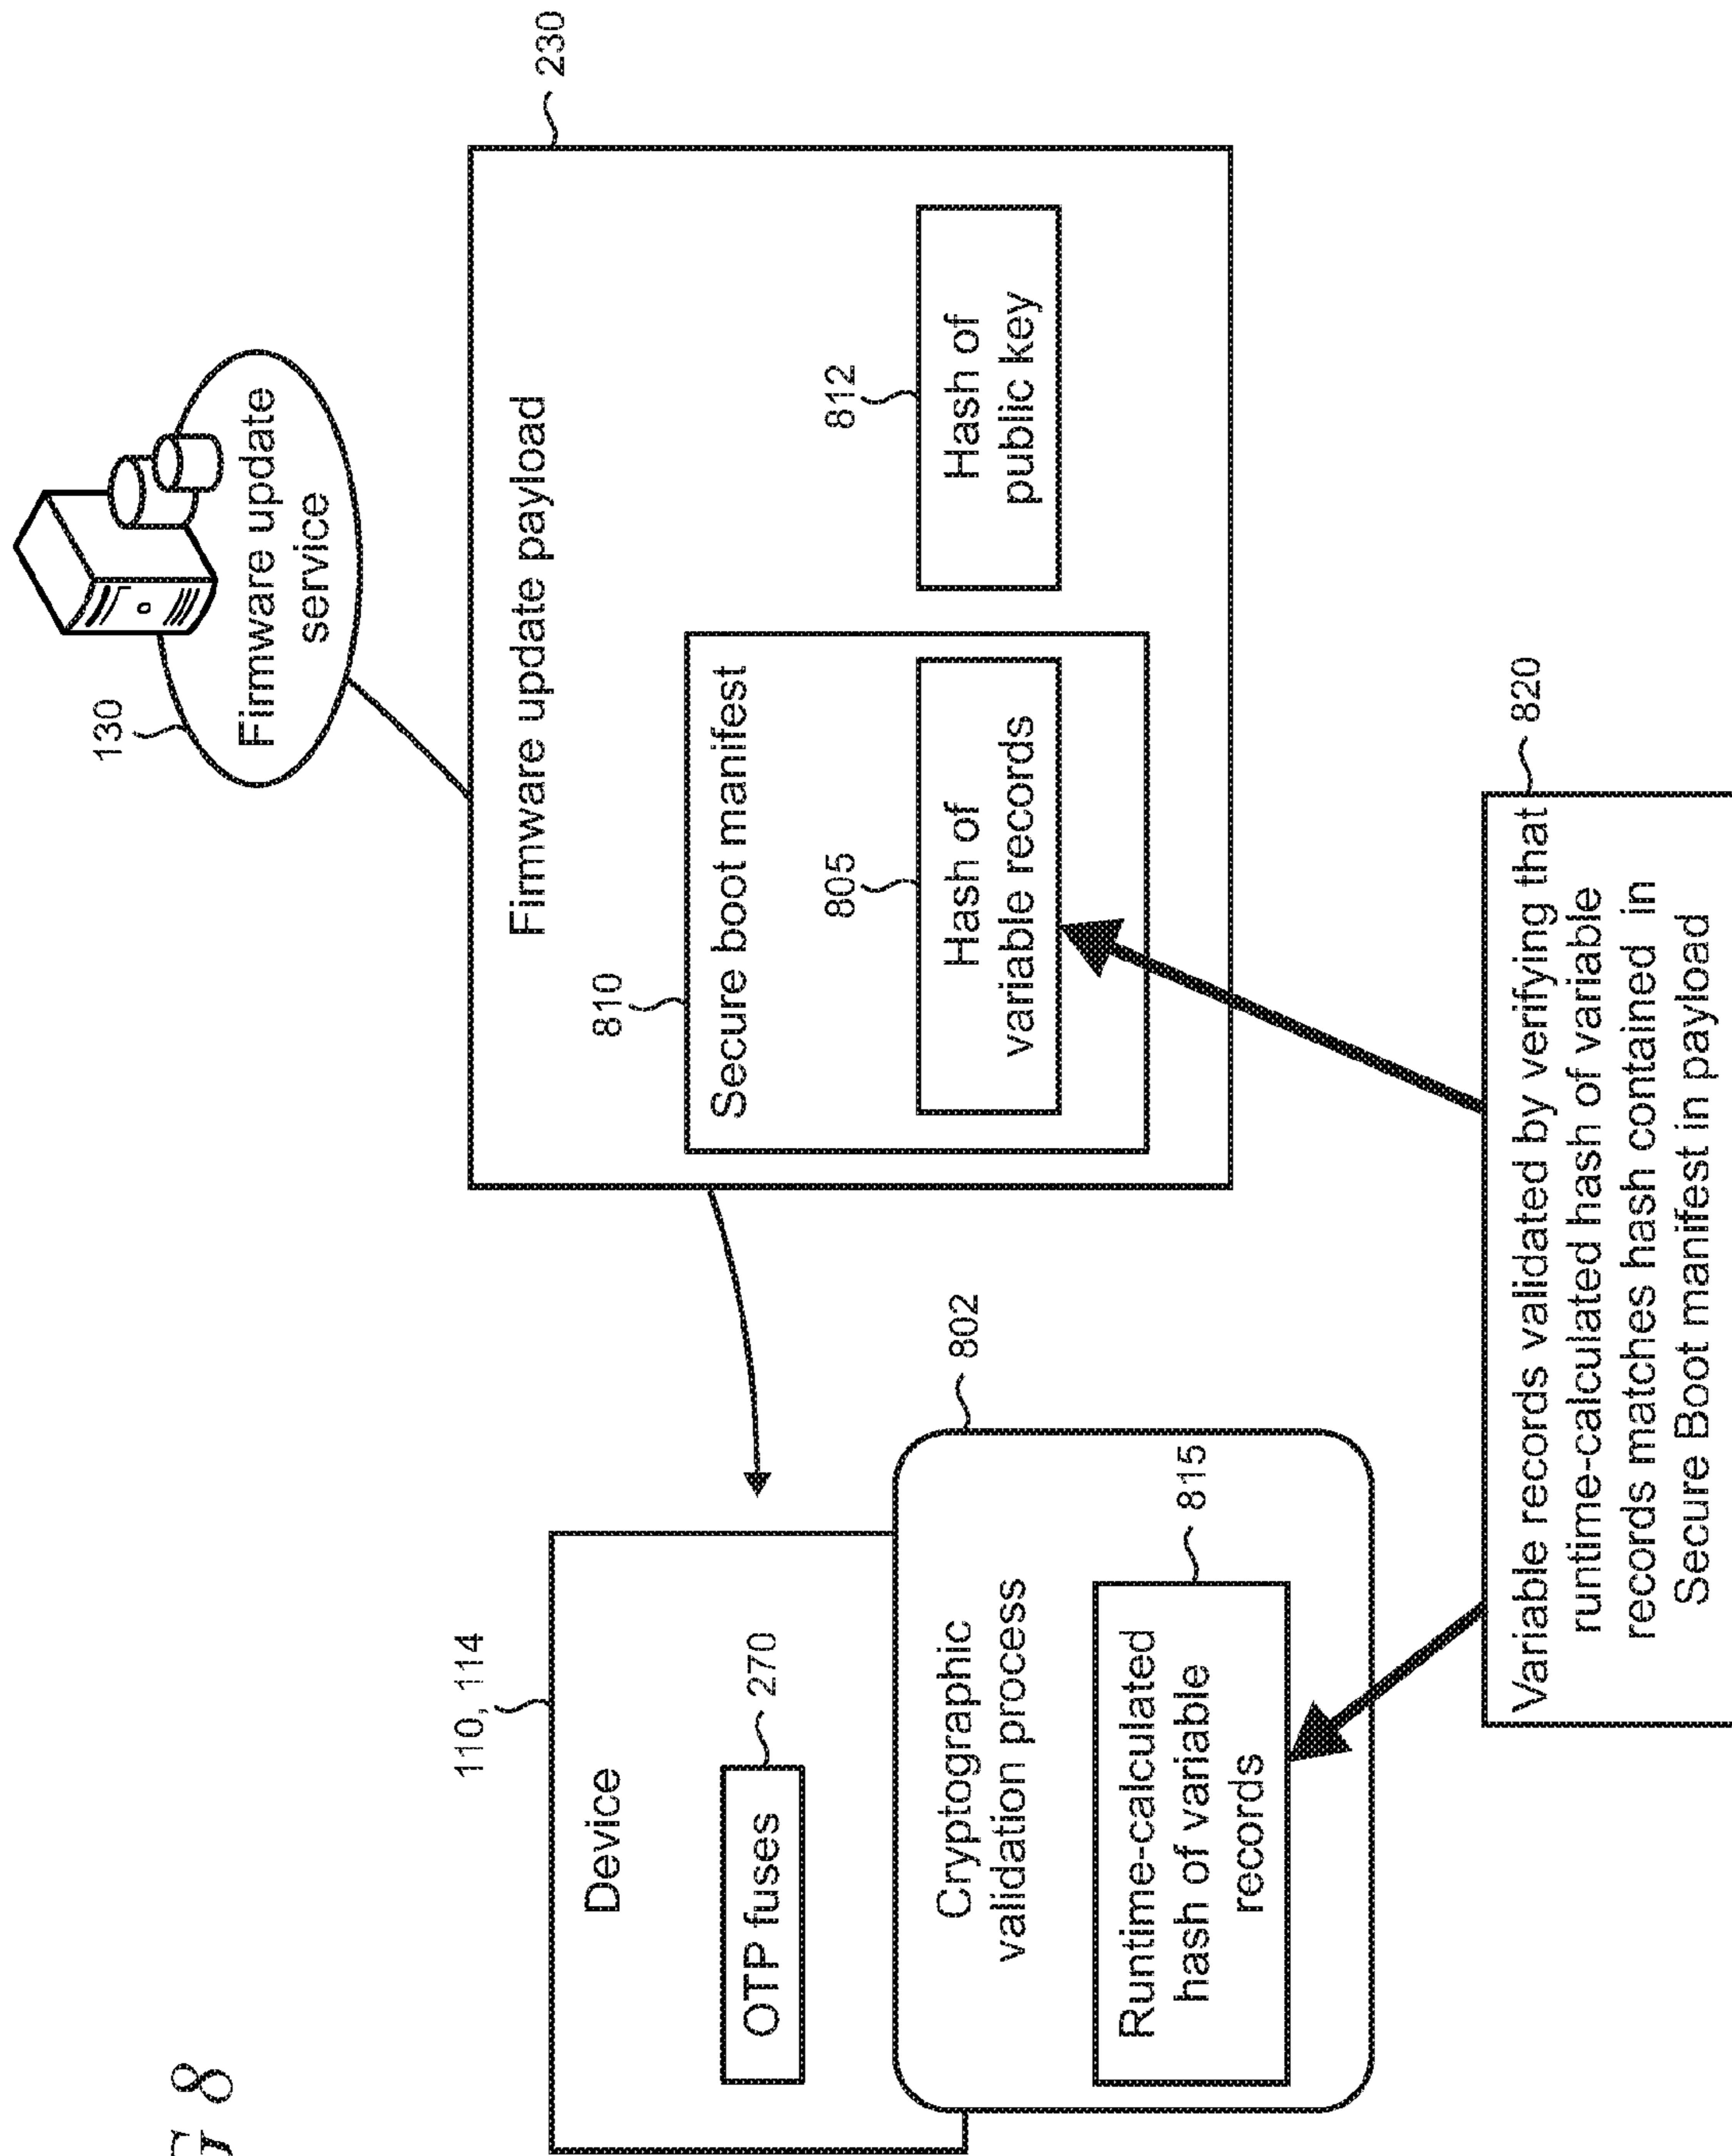 G 8
130
Firmware update
service
230
Firmware update payload
810
Secure boot manifest
805
Hash of
variable records
812
Hash of
public key
110, 114
Device
OTP fuses
270
802
Cryptographic
validation process
Runtime-calculated
hash of variable
records
815
820
Variable records validated by verifying that
runtime-calculated hash of variable
records matches hash contained in
Secure Boot manifest in payload